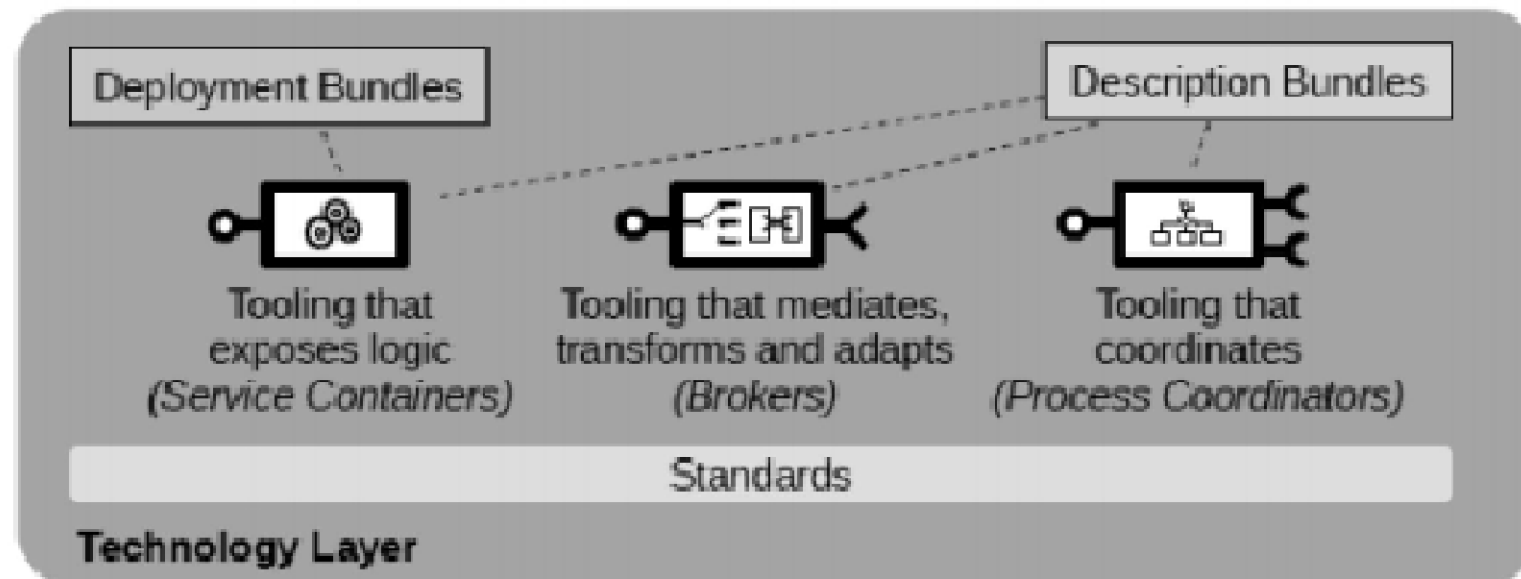 Deployment Bundles
Description Bundles
Tooling that
exposes logic
(Service Containers)
Tooling that mediates,
transforms and adapts
(Brokers)
Tooling that
coordinates
(Process Coordinators)
Standards
Technology Layer